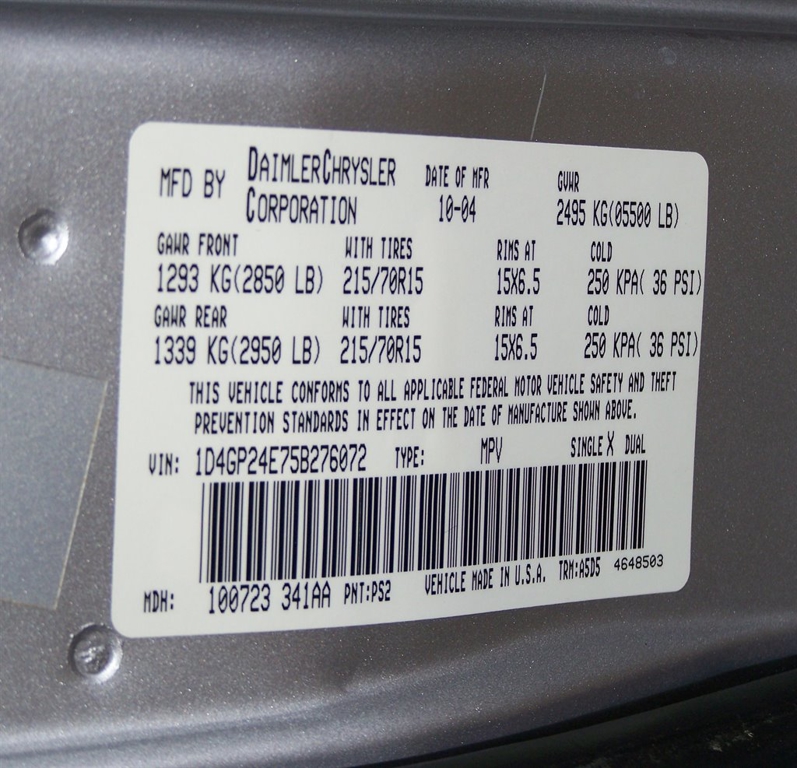 MFD BY DAIMLERCHRYSLER CORPORATION DATE OF MFR 10-04 GVWR 2495 KG(05500 LB)
GAWR FRONT WITH TIRES RIMS AT COLD
1293 KG(2850 LB) 215/70R15 15X6.5 250 KPA( 36 PSI)
GAWR REAR WITH TIRES RIMS AT COLD
1339 KG(2950 LB) 215/70R15 15X6.5 250 KPA( 36 PSI)
THIS VEHICLE CONFORMS TO ALL APPLICABLE FEDERAL MOTOR VEHICLE SAFETY AND THEFT
PREVENTION STANDARDS IN EFFECT ON THE DATE OF MANUFACTURE SHOWN ABOVE.
VIN: 1D4GP24E75B276072 TYPE: MPV SINGLE X DUAL
MDH: 100723 341AA PNT:PS2 VEHICLE MADE IN U.S.A. TRM:A5D5 4648503